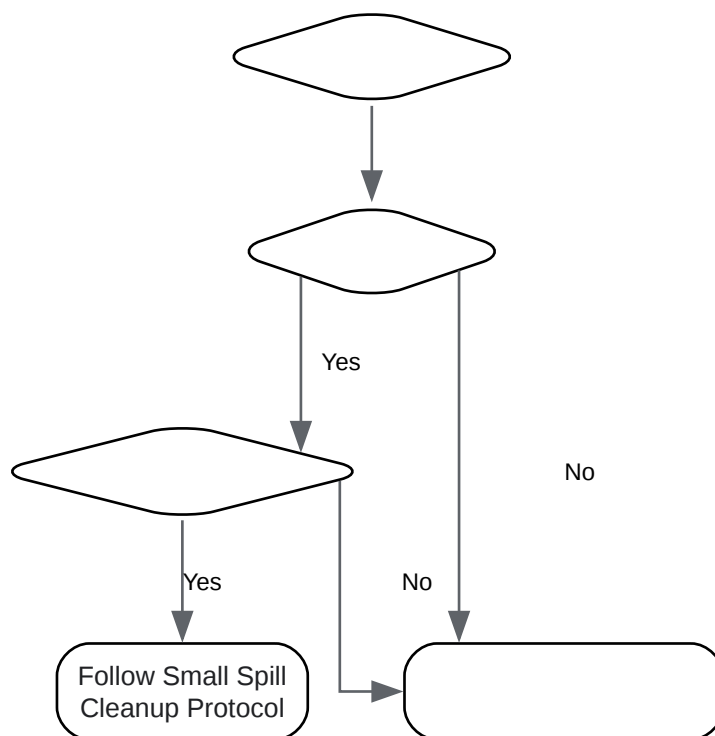 Yes
No
Yes
No
Follow Small Spill
Cleanup Protocol